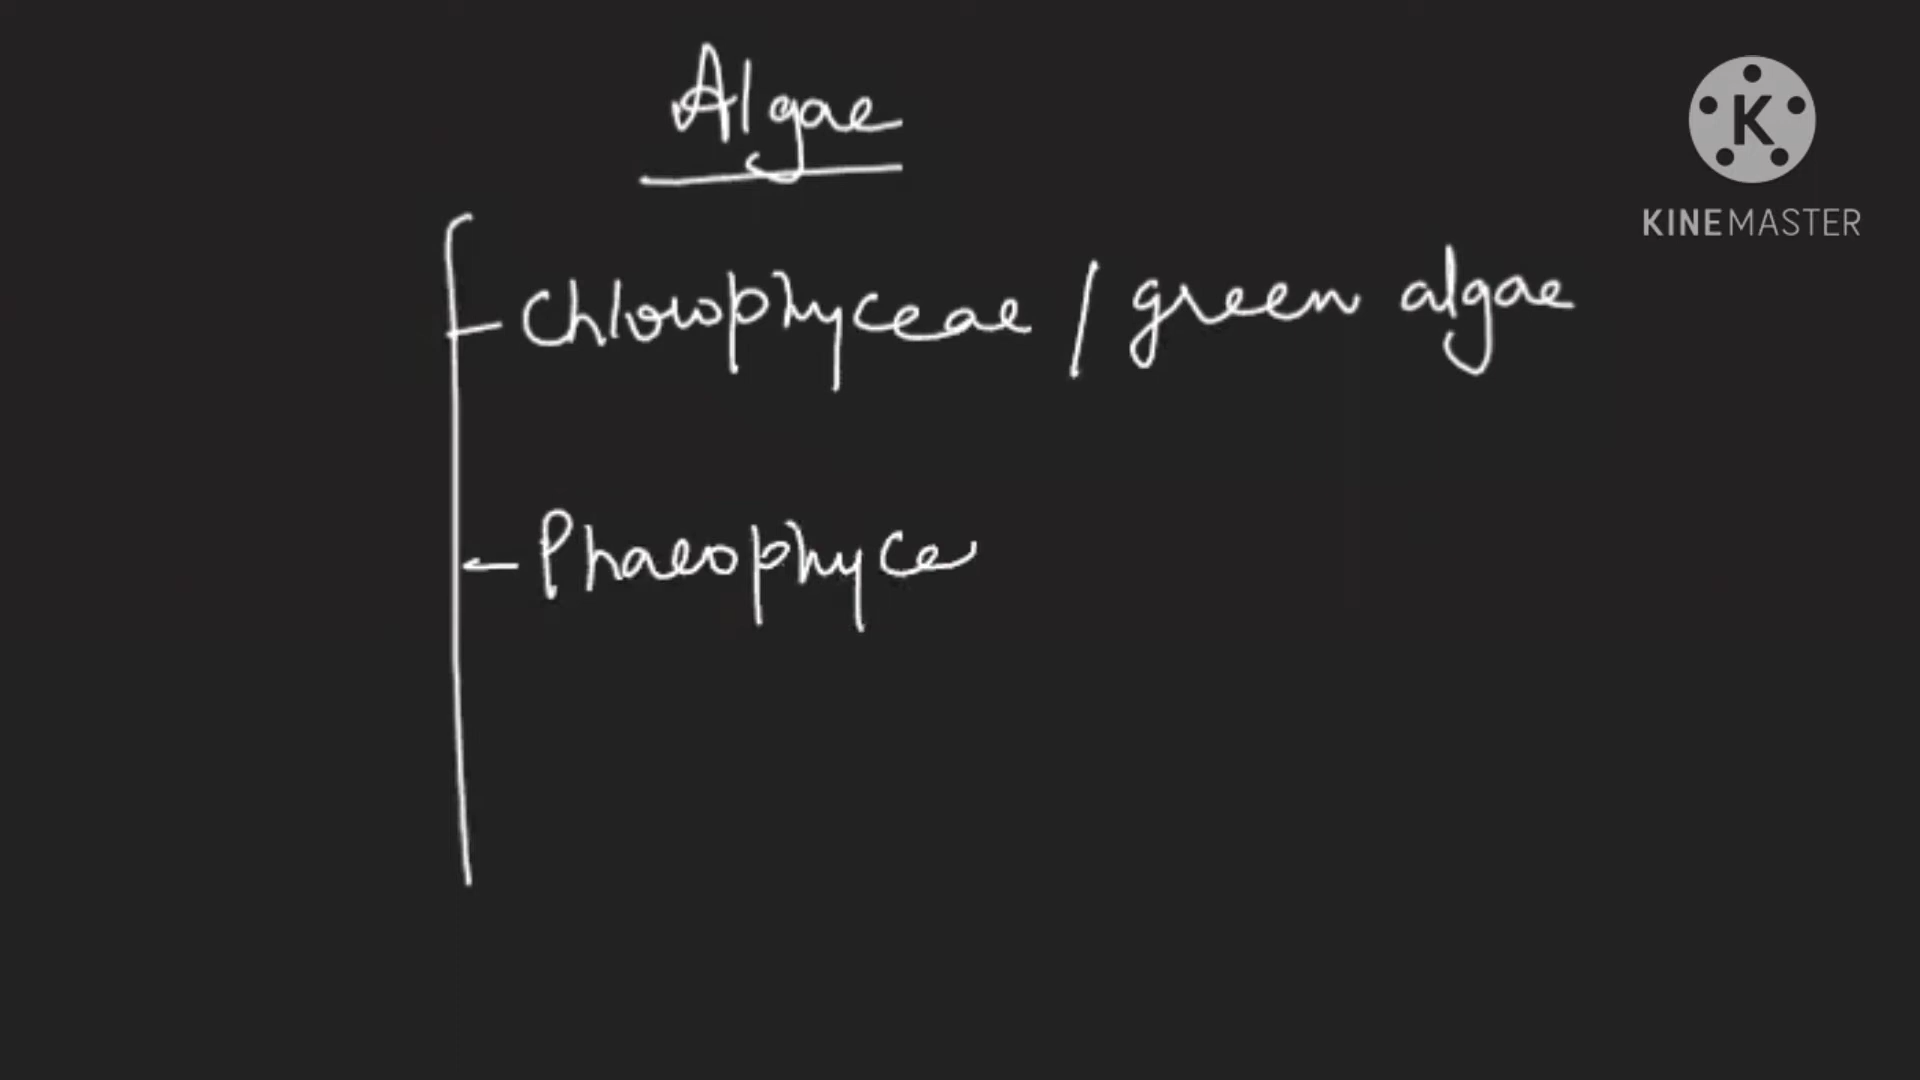 Algae
K
KINEMASTER
Chlorophyceae / green algae
Phaeophyce